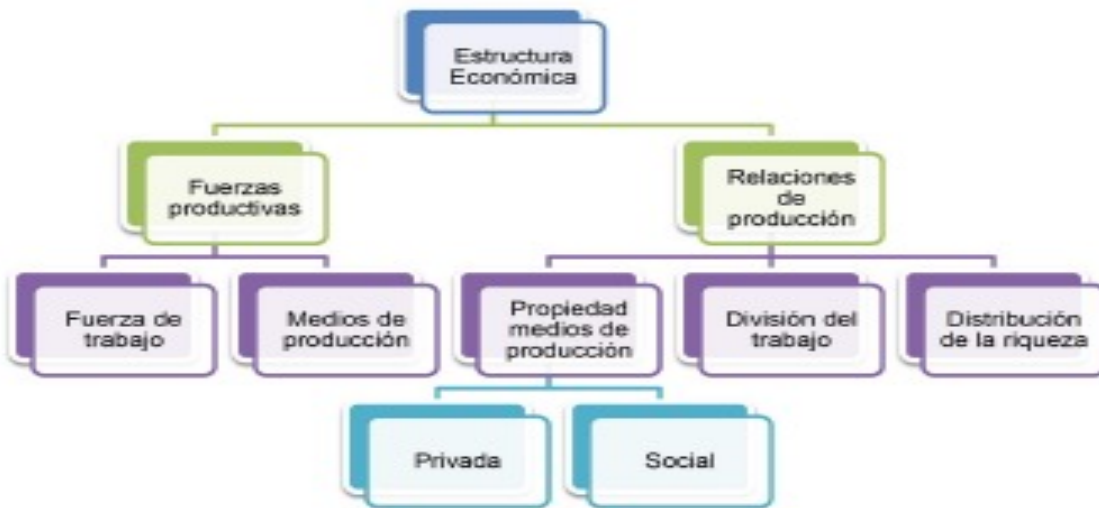 Estructura
Económica
Fuerzas
productivas
Relaciones
de
producción
Fuerza de
trabajo
Medios de
producción
Propiedad
medios de
producción
División del
trabajo
Distribución
de la riqueza
Privada
Social